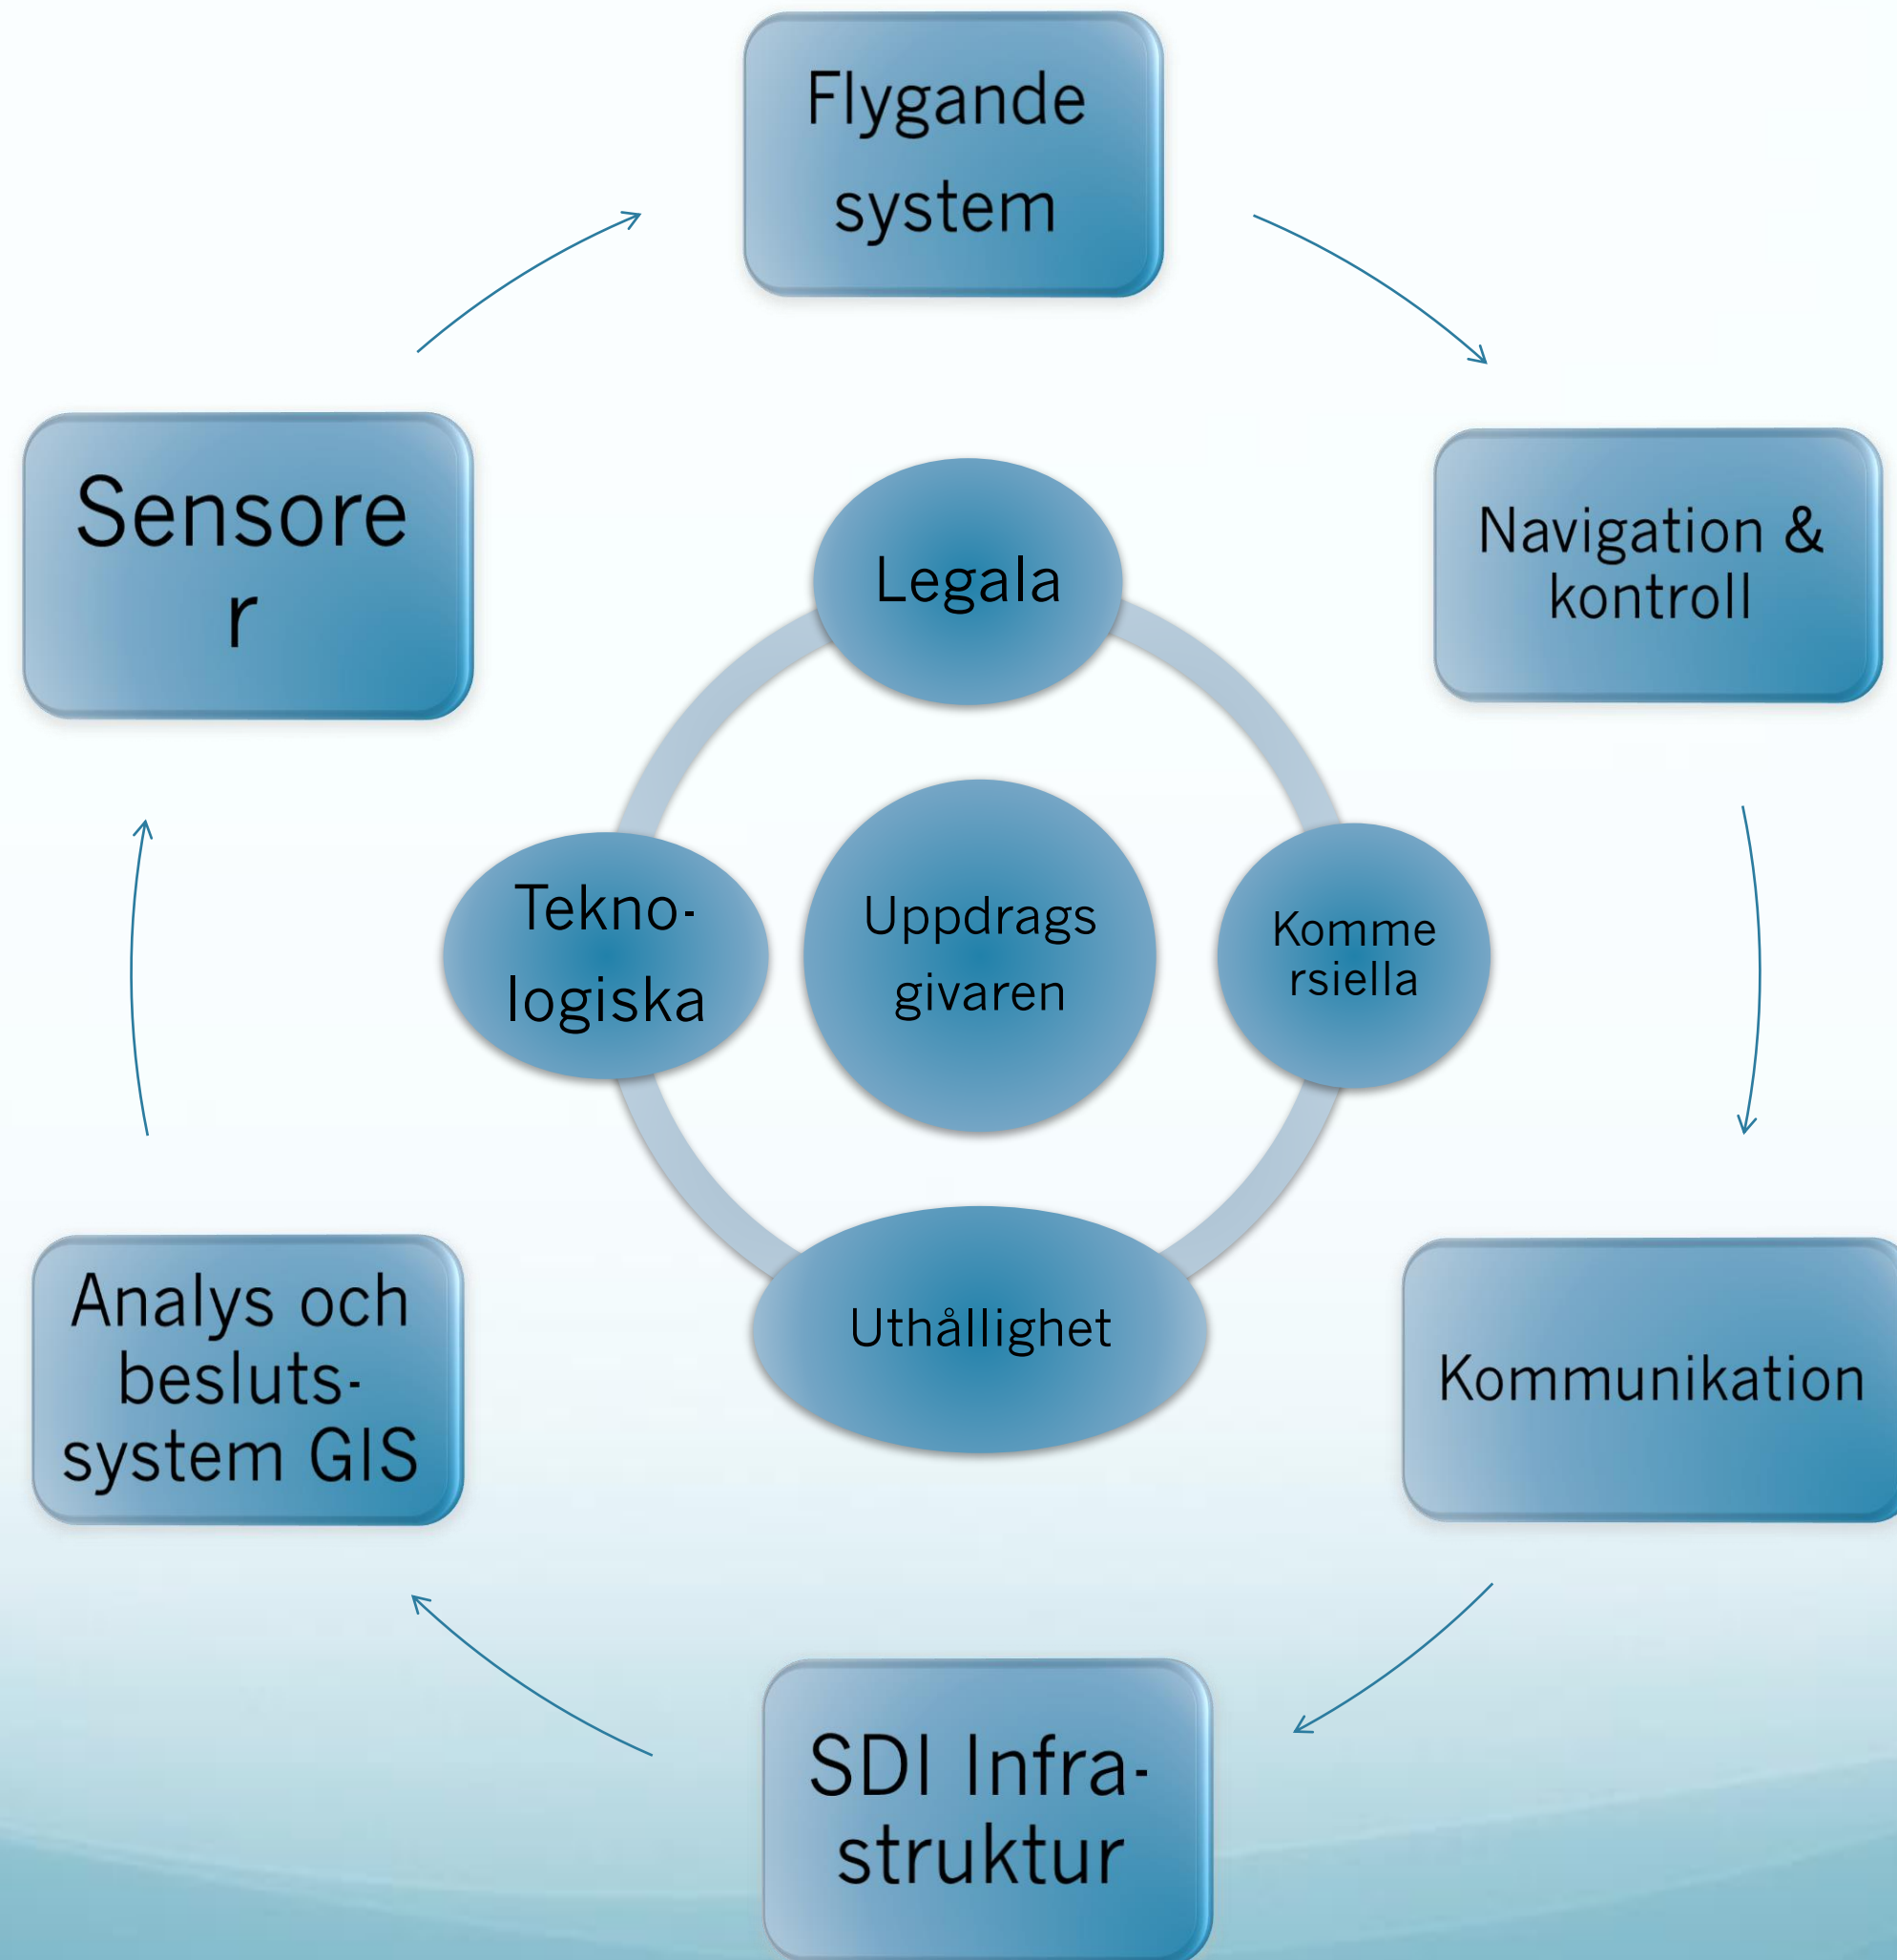 Flygande
system
Sensore
r
Navigation &
kontroll
Legala
Tekno-
logiska
Uppdrags
givaren
Komme
rsiella
Uthållighet
Analys och
besluts-
system GIS
Kommunikation
SDI Infra-
struktur